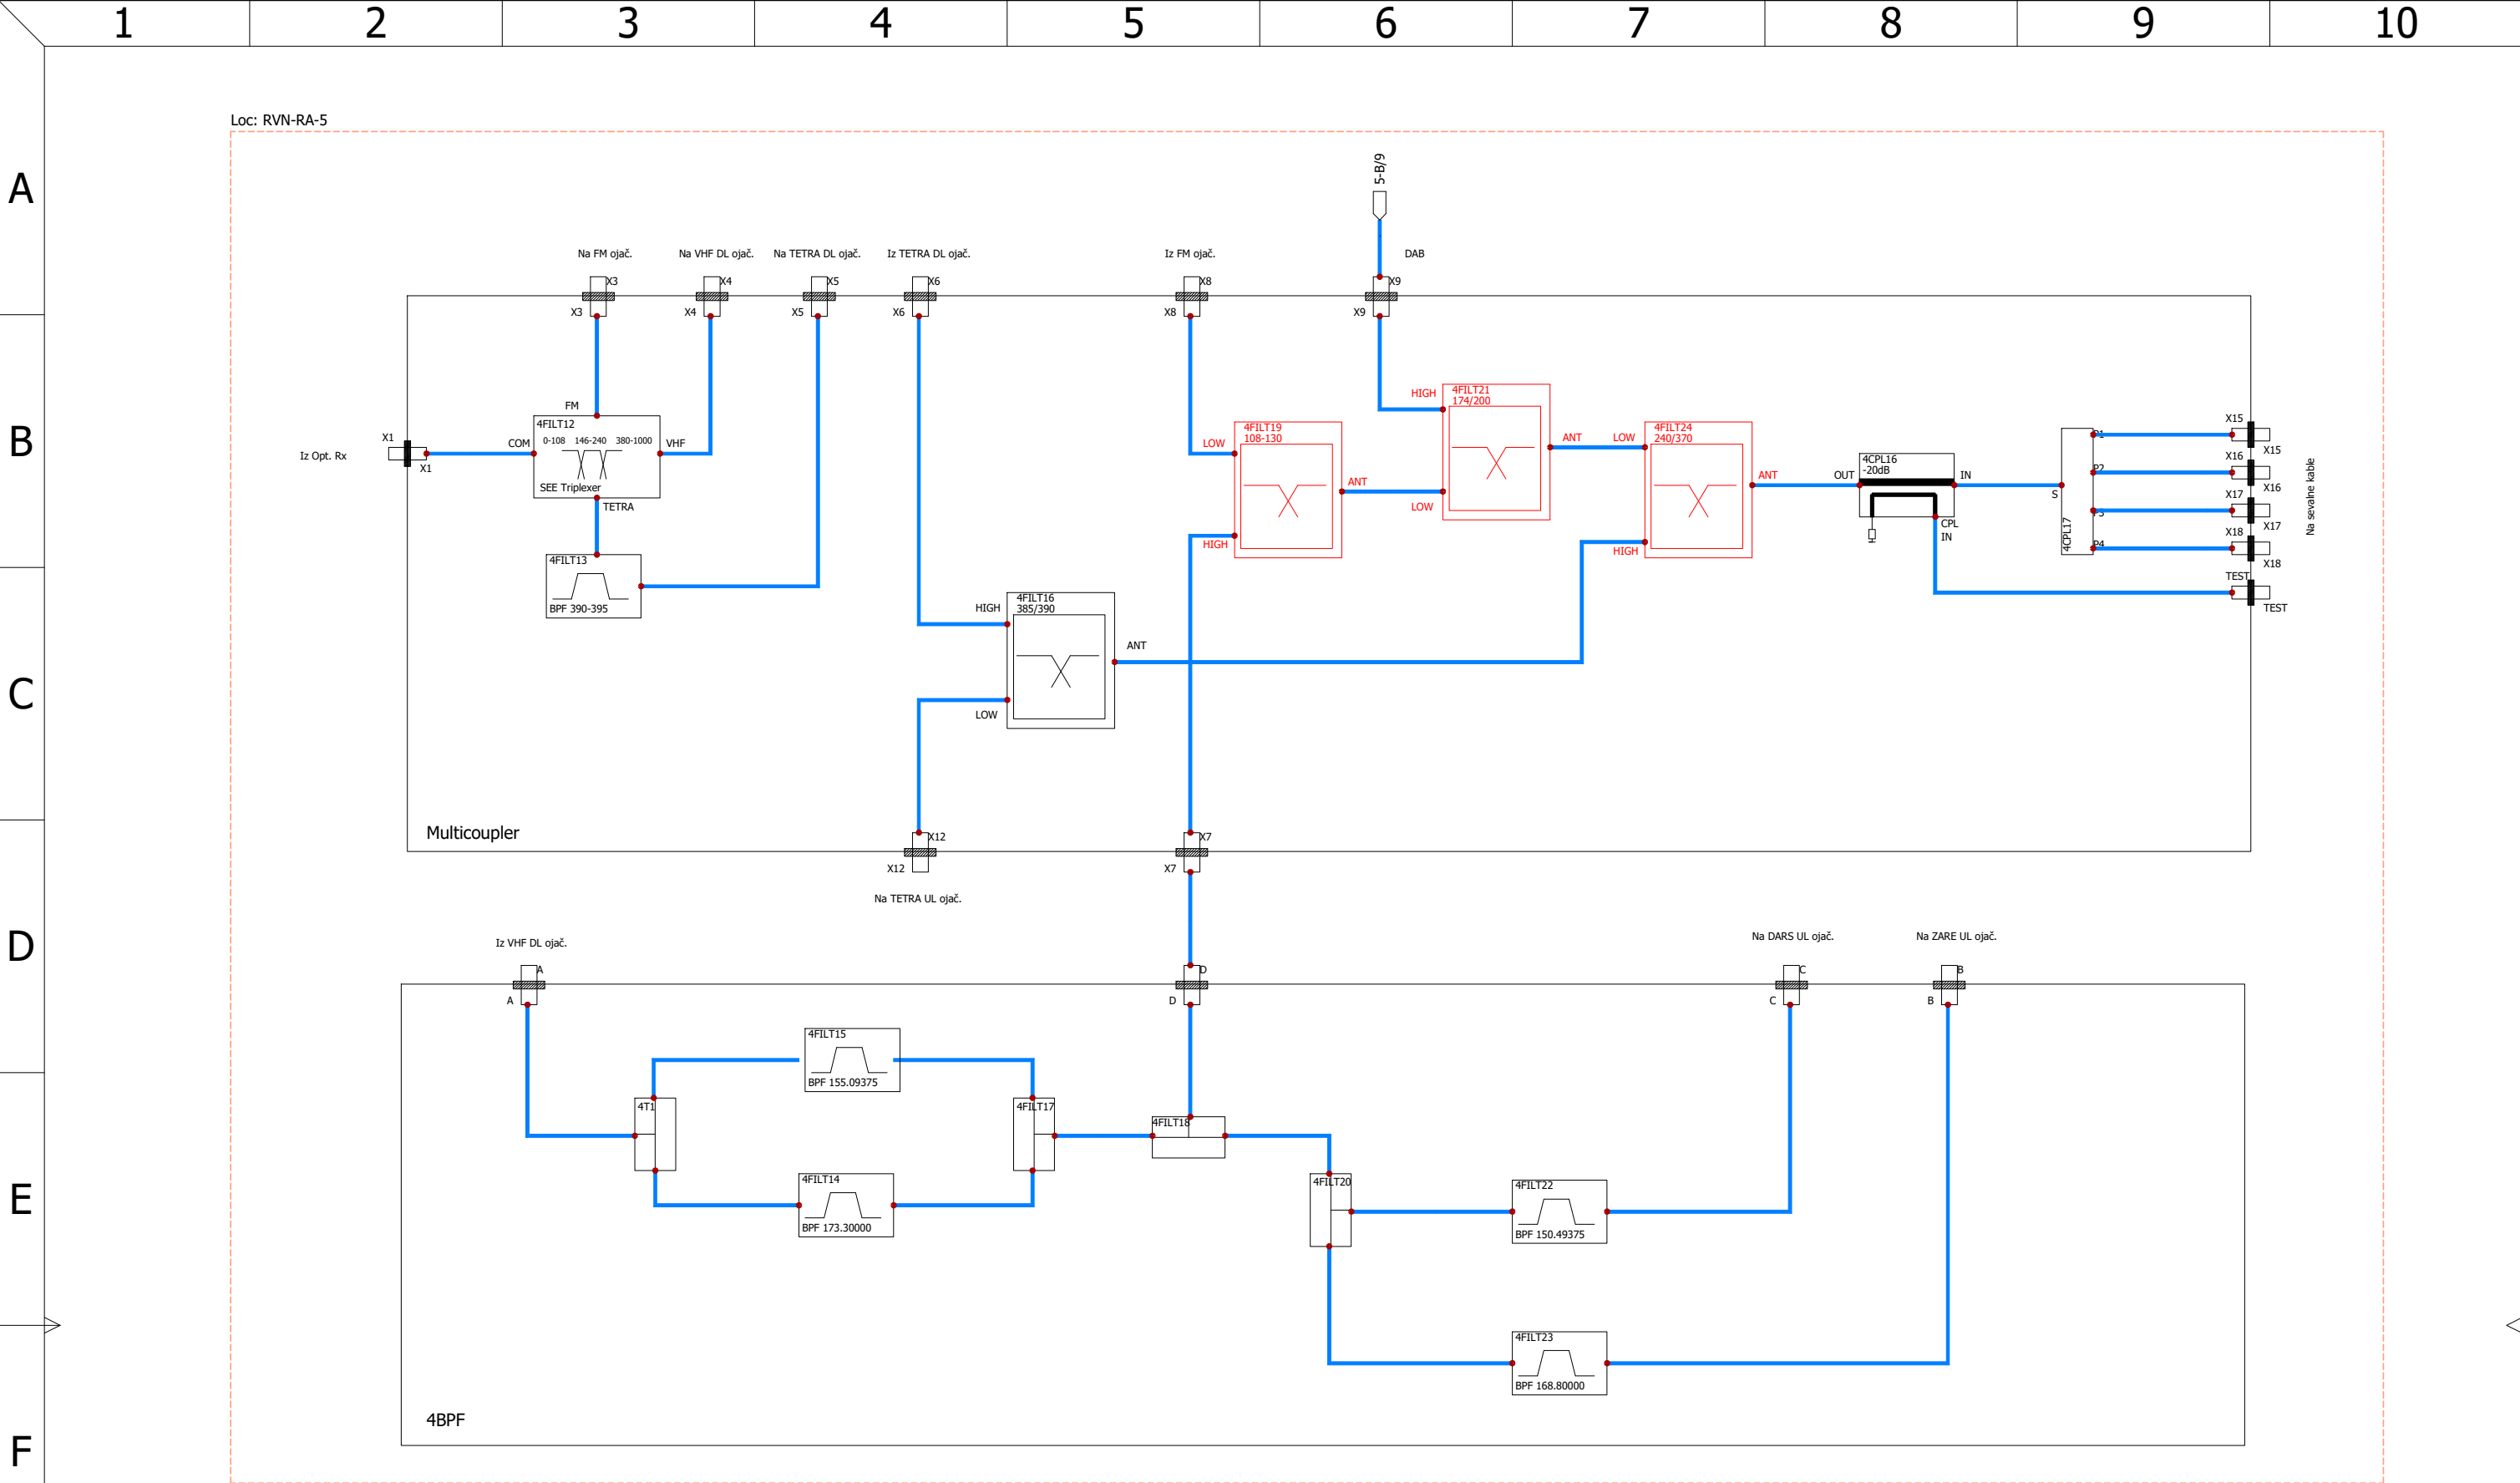 1 2 3 4 5 6 7 8 9 10
A
B
C
D
E
F
Loc: RVN-RA-5
5-B/9
Na FM ojač.
Na VHF DL ojač.
Na TETRA DL ojač.
Iz TETRA DL ojač.
Iz FM ojač.
DAB
X3
X4
X5
X6
X8
X9
X3
X4
X5
X6
X8
X9
Iz Opt. Rx
X1
X1
COM
FM
4FILT12
0-108 146-240 380-1000
SEE Triplexer
VHF
TETRA
4FILT13
BPF 390-395
HIGH
4FILT16
385/390
ANT
LOW
LOW
4FILT19
108-130
HIGH
ANT
HIGH
4FILT21
174/200
LOW
ANT
LOW
4FILT24
240/370
HIGH
ANT
OUT
4CPL16
-20dB
IN
CPL
IN
S
4CPL17
P1
P2
P3
P4
X15
X15
X16
X16
X17
X17
X18
X18
TEST
TEST
Na sevalne kable
Multicoupler
X12
X12
X7
X7
Na TETRA UL ojač.
Iz VHF DL ojač.
Na DARS UL ojač.
Na ZARE UL ojač.
A
A
D
D
C
C
B
B
4FILT15
BPF 155.09375
4T1
4FILT17
4FILT18
4FILT14
BPF 173.30000
4FILT20
4FILT22
BPF 150.49375
4FILT23
BPF 168.80000
4BPF